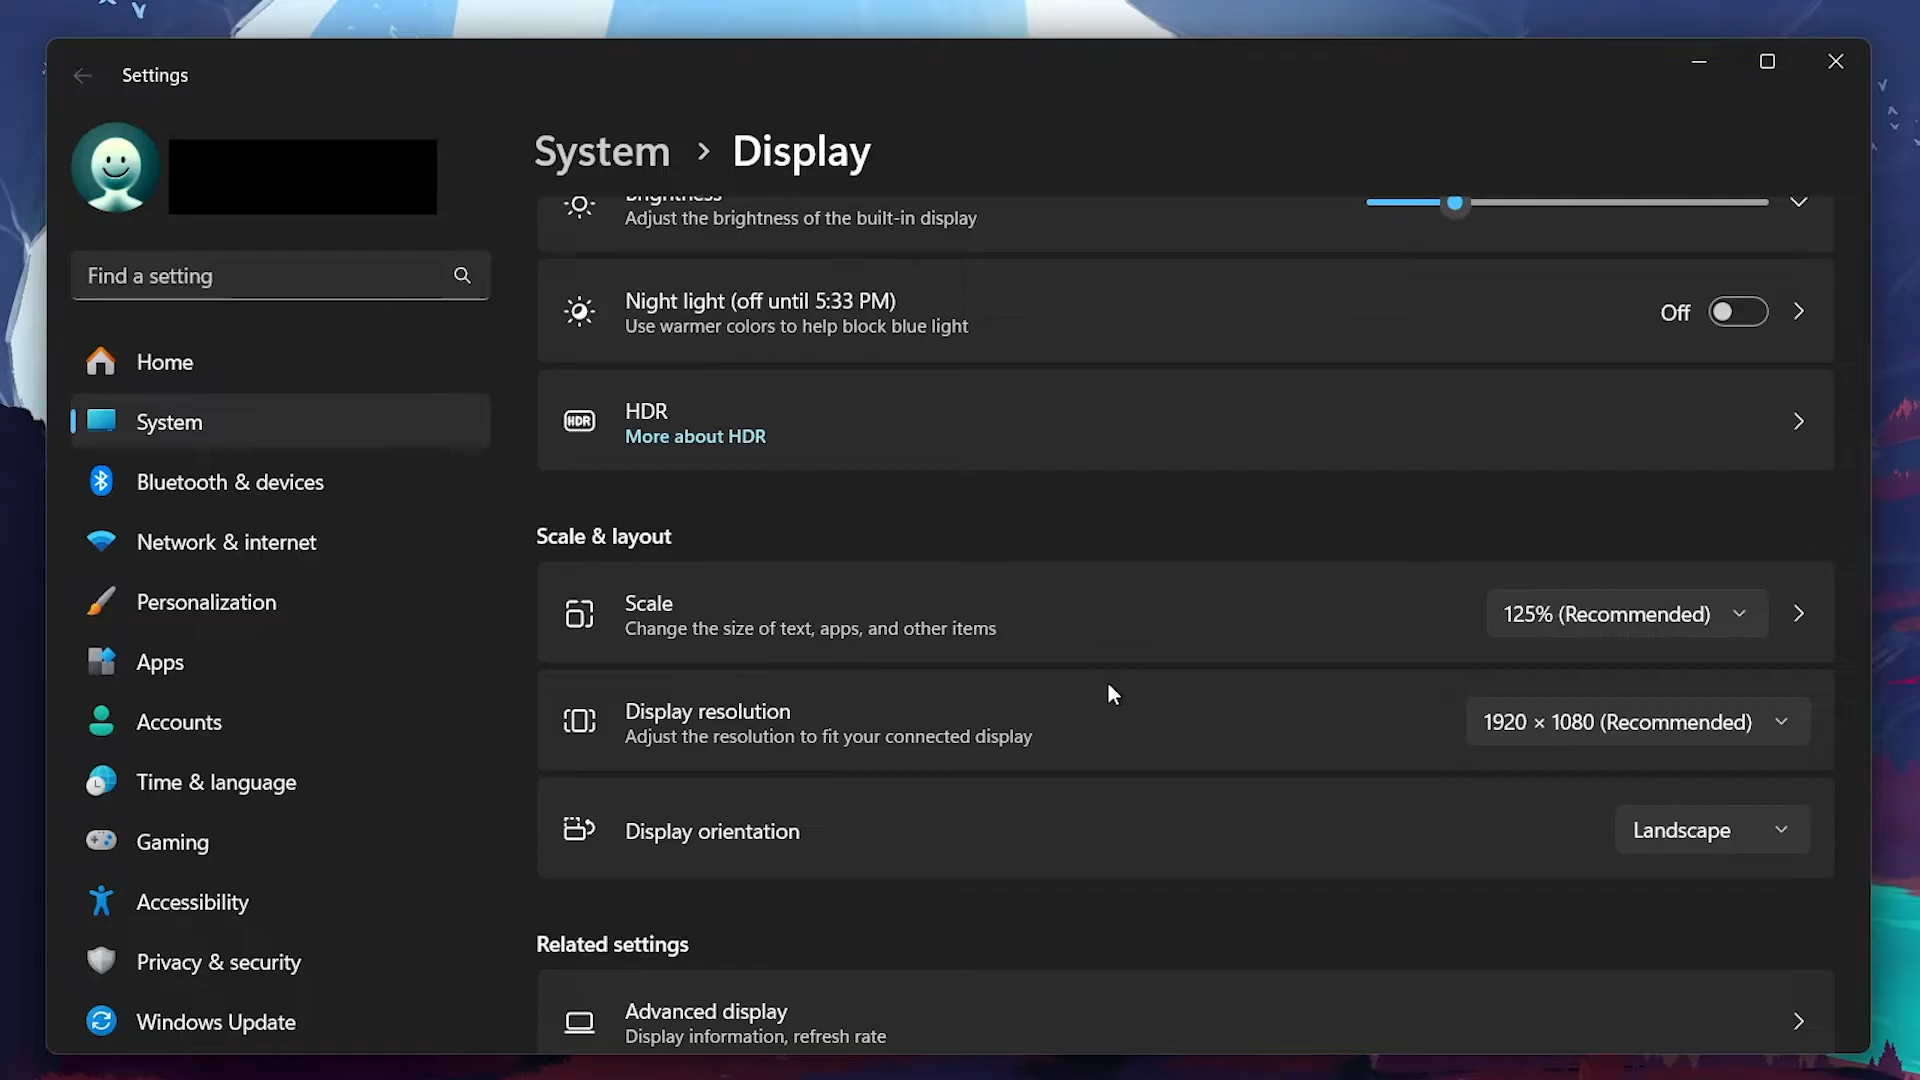 Settings
System > Display
Find a setting
Home
System
Bluetooth & devices
Network & internet
Personalization
Apps
Accounts
Time & language
Gaming
Accessibility
Privacy & security
Windows Update
Brightness
Adjust the brightness of the built-in display
Night light (off until 5:33 PM)
Use warmer colors to help block blue light
Off
HDR
HDR
More about HDR
Scale & layout
Scale
Change the size of text, apps, and other items
125% (Recommended)
Display resolution
Adjust the resolution to fit your connected display
1920 × 1080 (Recommended)
Display orientation
Landscape
Related settings
Advanced display
Display information, refresh rate